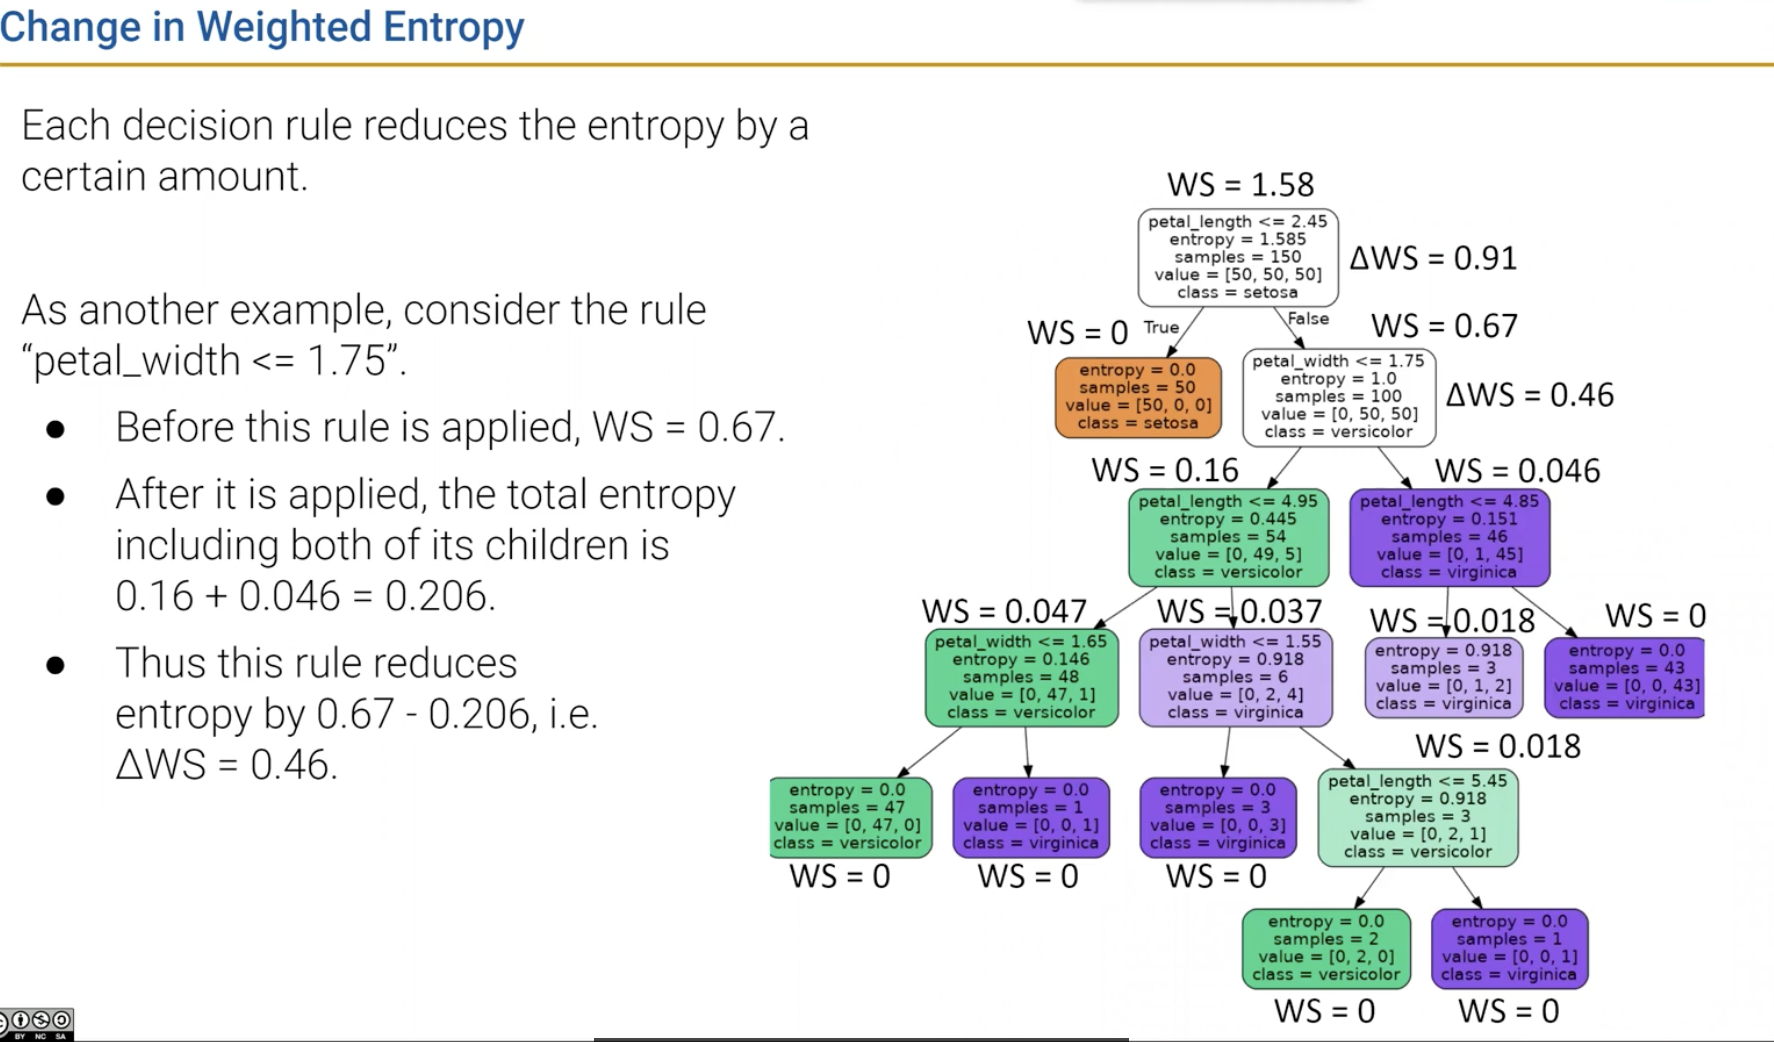 Change in Weighted Entropy
Each decision rule reduces the entropy by a
certain amount.
As another example, consider the rule
“petal_width <= 1.75”.
● Before this rule is applied, WS = 0.67.
● After it is applied, the total entropy
including both of its children is
0.16 + 0.046 = 0.206.
● Thus this rule reduces
entropy by 0.67 - 0.206, i.e.
ΔWS = 0.46.
WS = 1.58
petal_length <= 2.45
entropy = 1.585
samples = 150
value = [50, 50, 50]
class = setosa
ΔWS = 0.91
True
False
WS = 0
entropy = 0.0
samples = 50
value = [50, 0, 0]
class = setosa
WS = 0.67
petal_width <= 1.75
entropy = 1.0
samples = 100
value = [0, 50, 50]
class = versicolor
ΔWS = 0.46
WS = 0.16
petal_length <= 4.95
entropy = 0.445
samples = 54
value = [0, 49, 5]
class = versicolor
WS = 0.046
petal_length <= 4.85
entropy = 0.151
samples = 46
value = [0, 1, 45]
class = virginica
WS = 0.047
petal_width <= 1.65
entropy = 0.146
samples = 48
value = [0, 47, 1]
class = versicolor
WS = 0.037
petal_width <= 1.55
entropy = 0.918
samples = 6
value = [0, 2, 4]
class = virginica
WS = 0.018
entropy = 0.918
samples = 3
value = [0, 1, 2]
class = virginica
WS = 0
entropy = 0.0
samples = 43
value = [0, 0, 43]
class = virginica
entropy = 0.0
samples = 47
value = [0, 47, 0]
class = versicolor
WS = 0
entropy = 0.0
samples = 1
value = [0, 0, 1]
class = virginica
WS = 0
entropy = 0.0
samples = 3
value = [0, 0, 3]
class = virginica
WS = 0
WS = 0.018
petal_length <= 5.45
entropy = 0.918
samples = 3
value = [0, 2, 1]
class = versicolor
entropy = 0.0
samples = 2
value = [0, 2, 0]
class = versicolor
WS = 0
entropy = 0.0
samples = 1
value = [0, 0, 1]
class = virginica
WS = 0
BY NC SA